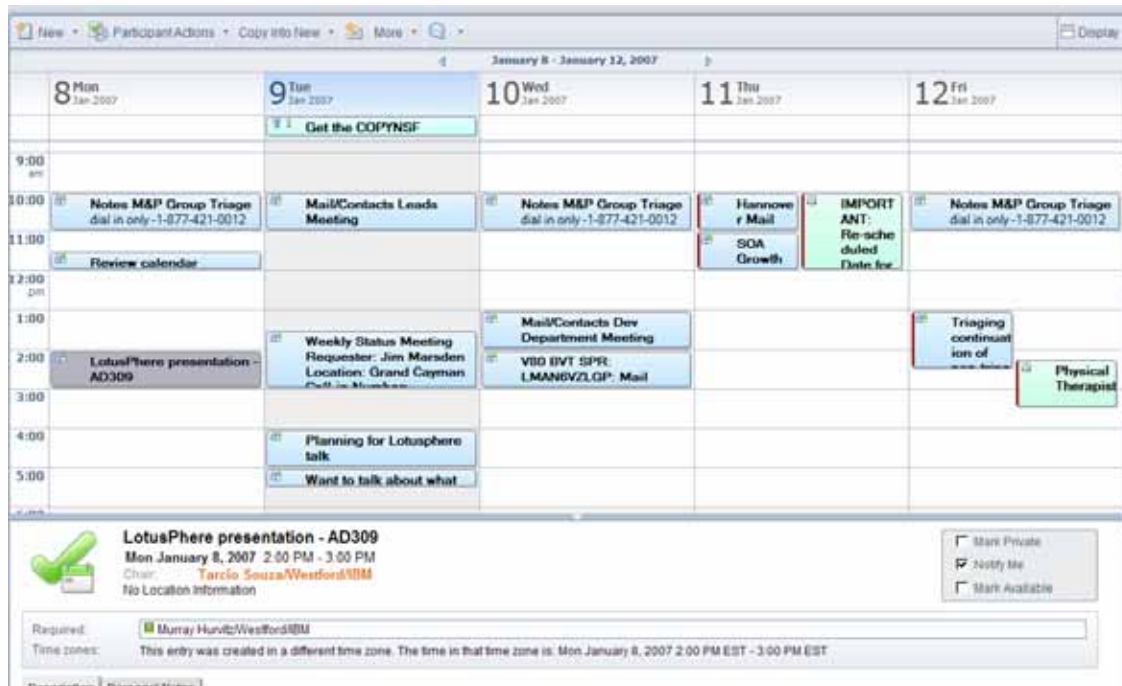 New Participant Actions Copy Into New More Display
January 8 - January 12, 2007
8 Mon Jan 2007
9 Tue Jan 2007
10 Wed Jan 2007
11 Thu Jan 2007
12 Fri Jan 2007
Get the COPYNSF
9:00
am
10:00
Notes M&P Group Triage
dial in only -1-877-421-0012
Mail/Contacts Leads
Meeting
Notes M&P Group Triage
dial in only -1-877-421-0012
Hannove
r Mail
IMPORT
ANT:
Re-sche
duled
Date for
Notes M&P Group Triage
dial in only -1-877-421-0012
11:00
SOA
Growth
Review calendar
12:00
pm
1:00
Mail/Contacts Dev
Department Meeting
Triaging
continuat
ion of
Weekly Status Meeting
Requester: Jim Marsden
Location: Grand Cayman
Call-in Number
2:00
LotusPhere presentation -
AD309
V80 BVT SPR:
LMAN6VZLGP: Mail
Physical
Therapist
3:00
4:00
Planning for Lotusphere
talk
5:00
Want to talk about what
LotusPhere presentation - AD309
Mon January 8, 2007 2:00 PM - 3:00 PM
Chair: Tarcio Souza/Westford/IBM
No Location Information
Mark Private
Notify Me
Mark Available
Required: Murray Hurvitz/Westford/IBM
Time zones: This entry was created in a different time zone. The time in that time zone is: Mon January 8, 2007 2:00 PM EST - 3:00 PM EST